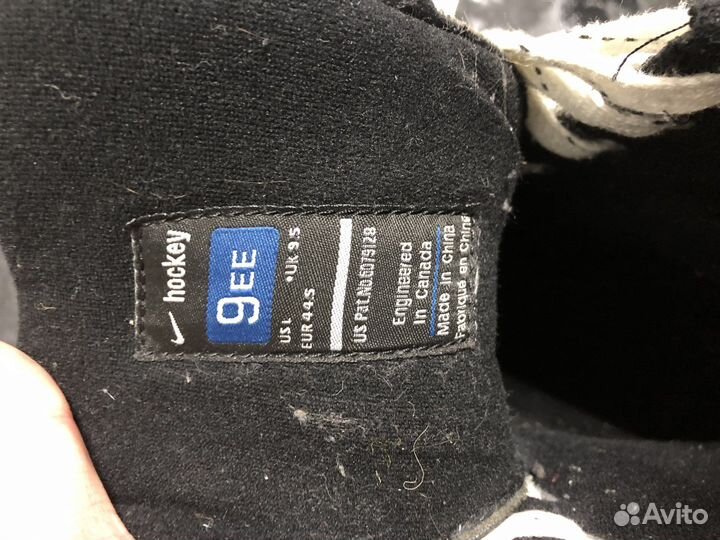 hockey
9EE
US L *UK 9.5
EUR 44.5
US Pat.No.6079128
Engineered
In Canada
Made in China
Fabriqué en Chine
Avito